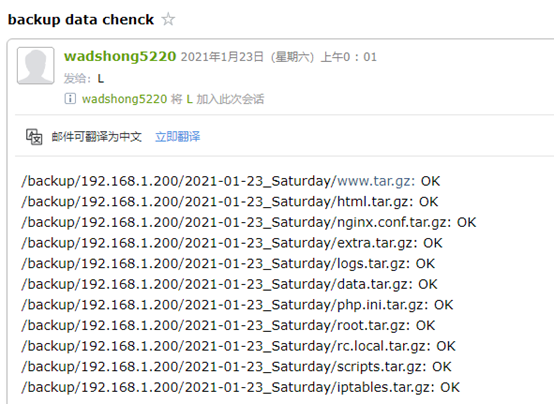 backup data chenck ☆
wadshong5220 2021年1月23日（星期六）上午0：01
发给：L
wadshong5220 将 L 加入此次会话
邮件可翻译为中文 立即翻译
/backup/192.168.1.200/2021-01-23_Saturday/www.tar.gz: OK
/backup/192.168.1.200/2021-01-23_Saturday/html.tar.gz: OK
/backup/192.168.1.200/2021-01-23_Saturday/nginx.conf.tar.gz: OK
/backup/192.168.1.200/2021-01-23_Saturday/extra.tar.gz: OK
/backup/192.168.1.200/2021-01-23_Saturday/logs.tar.gz: OK
/backup/192.168.1.200/2021-01-23_Saturday/data.tar.gz: OK
/backup/192.168.1.200/2021-01-23_Saturday/php.ini.tar.gz: OK
/backup/192.168.1.200/2021-01-23_Saturday/root.tar.gz: OK
/backup/192.168.1.200/2021-01-23_Saturday/rc.local.tar.gz: OK
/backup/192.168.1.200/2021-01-23_Saturday/scripts.tar.gz: OK
/backup/192.168.1.200/2021-01-23_Saturday/iptables.tar.gz: OK